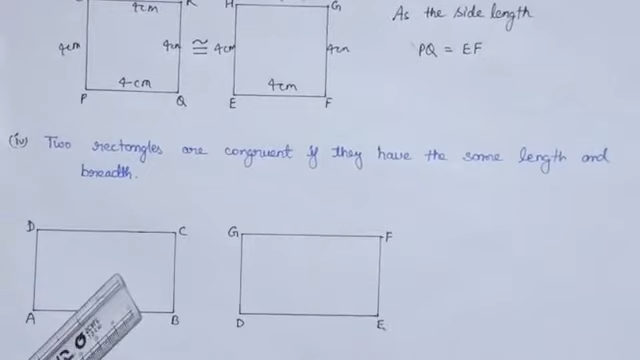 4cm
H
G
4cm
4cm
≅
4cm
4cm
As the side length
PQ = EF
4cm
4cm
P
Q
E
F
(iv) Two rectangles are congruent if they have the same length and
breadth.
D
C
G
F
A
B
D
E